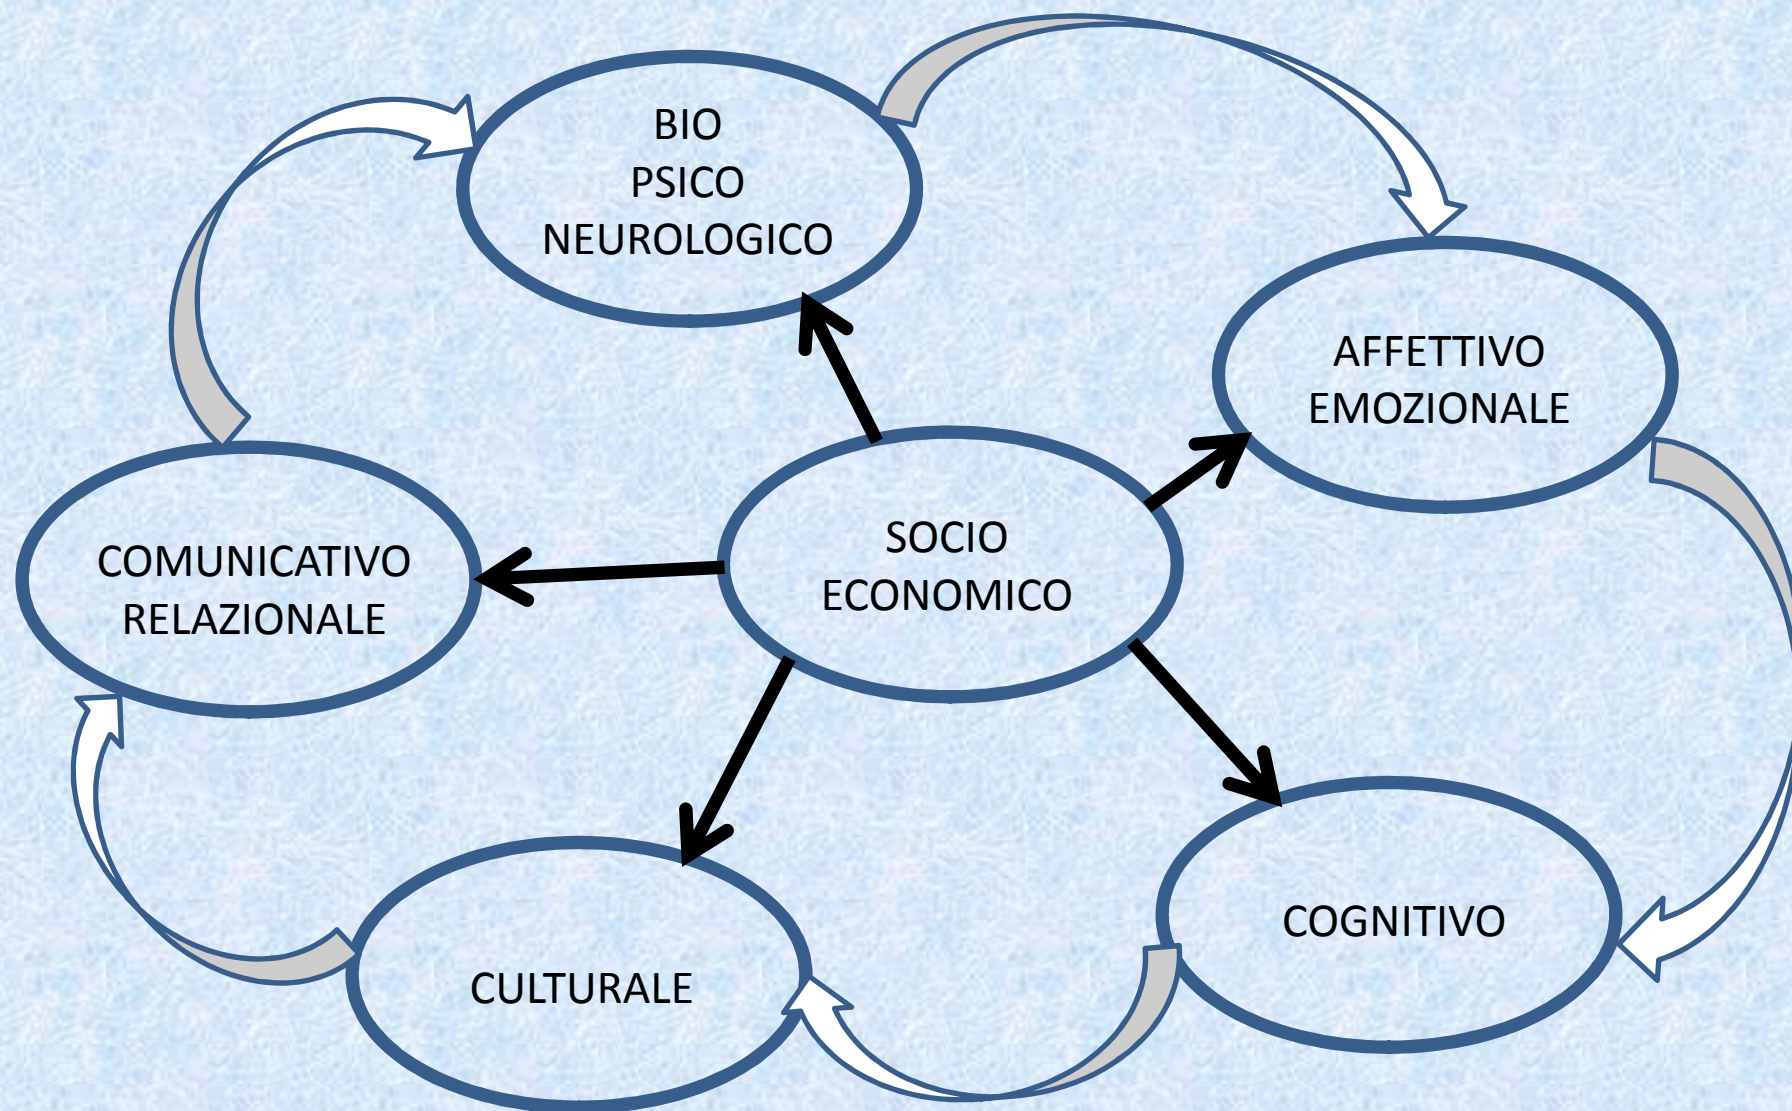 BIO
PSICO
NEUROLOGICO
AFFETTIVO
EMOZIONALE
SOCIO
ECONOMICO
COMUNICATIVO
RELAZIONALE
COGNITIVO
CULTURALE